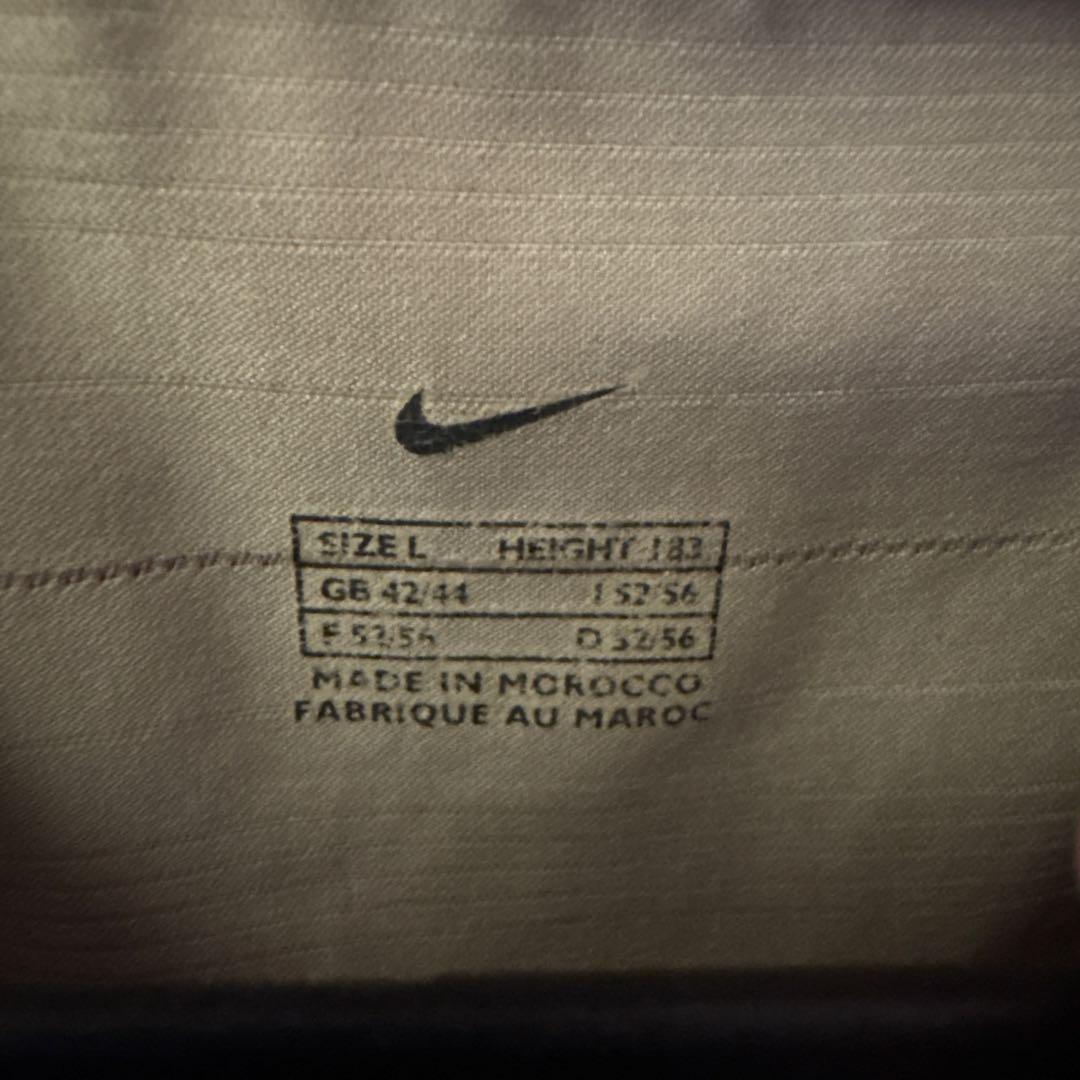 SIZE L HEIGHT 183
GB 42/44 I 52/56
F 52/56 D 52/56
MADE IN MOROCCO
FABRIQUE AU MAROC